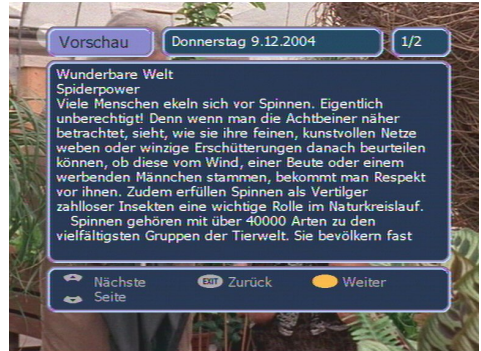 Vorschau
Donnerstag 9.12.2004
1/2
Wunderbare Welt
Spiderpower
Viele Menschen ekeln sich vor Spinnen. Eigentlich
unberechtigt! Denn wenn man die Achtbeiner näher
betrachtet, sieht, wie sie ihre feinen, kunstvollen Netze
weben oder winzige Erschütterungen danach beurteilen
können, ob diese vom Wind, einer Beute oder einem
werbenden Männchen stammen, bekommt man Respekt
vor ihnen. Zudem erfüllen Spinnen als Vertilger
zahlloser Insekten eine wichtige Rolle im Naturkreislauf.
Spinnen gehören mit über 40000 Arten zu den
vielfältigsten Gruppen der Tierwelt. Sie bevölkern fast
Nächste
Seite
EXIT Zurück
Weiter